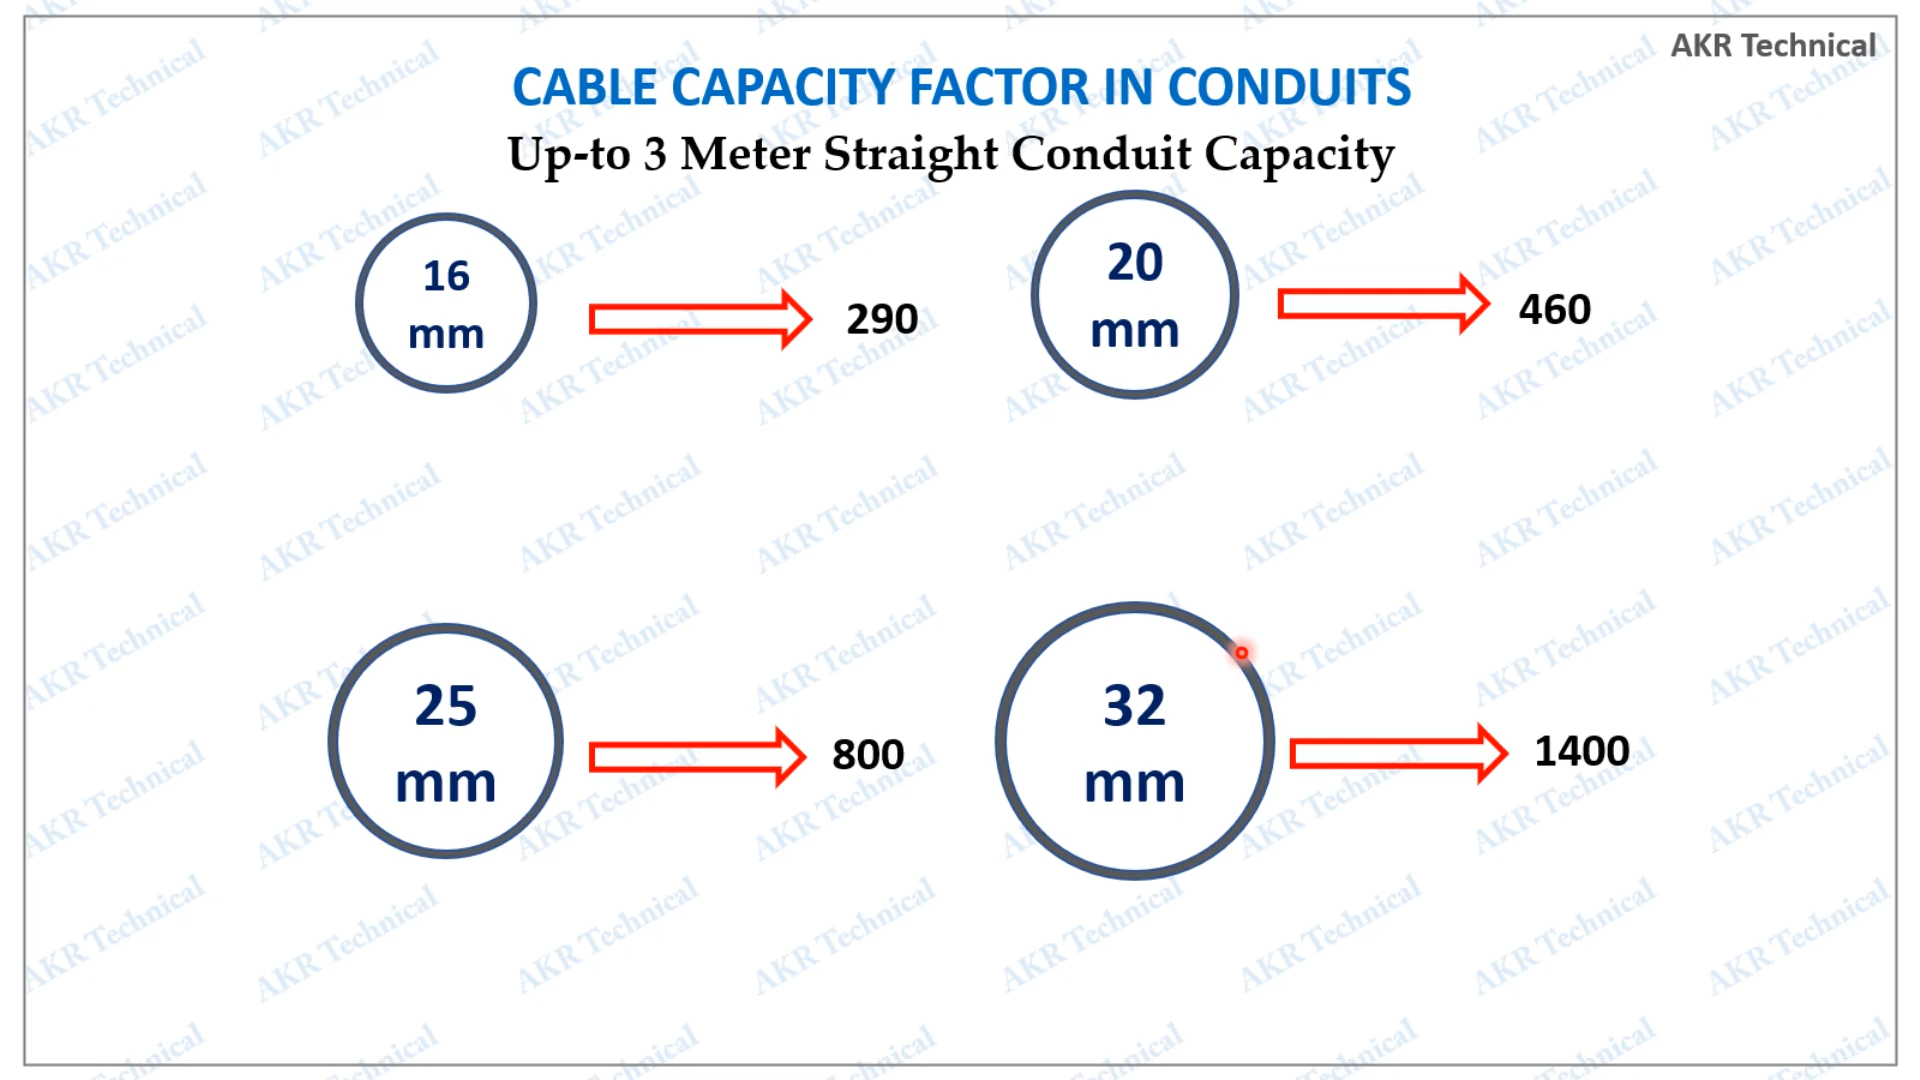 AKR Technical
CABLE CAPACITY FACTOR IN CONDUITS
Up-to 3 Meter Straight Conduit Capacity
16
mm
290
20
mm
460
25
mm
800
32
mm
1400